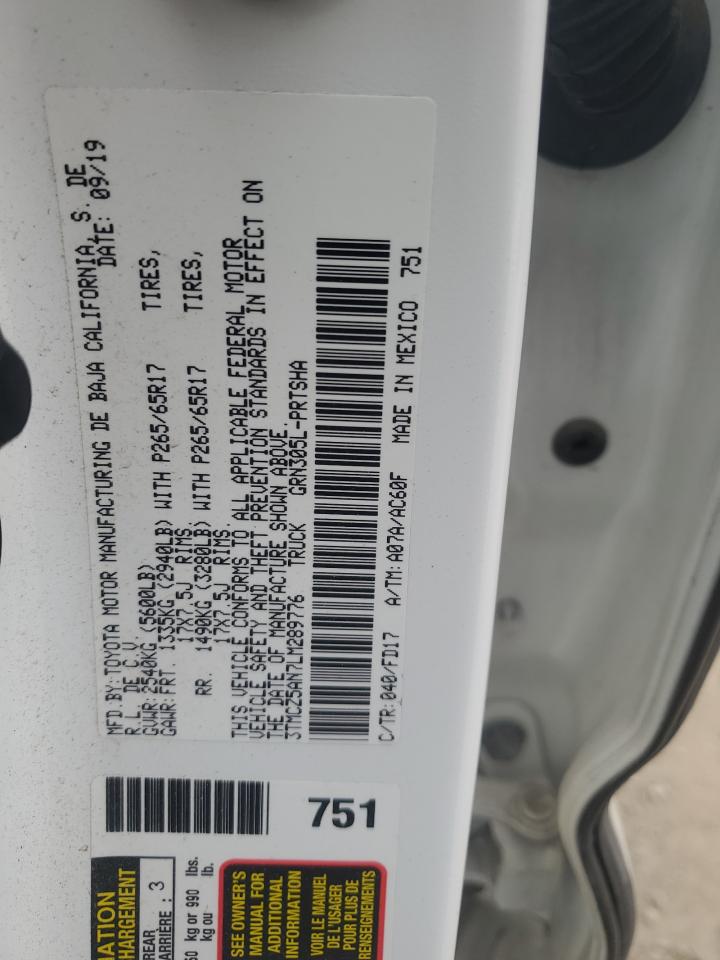 MFD.BY:TOYOTA MOTOR MANUFACTURING DE BAJA CALIFORNIA, S. DE
R.L. DE C.V. DATE: 09/19
GVWR:2540KG (5600LB)
GAWR:FRT. 1335KG (2940LB) WITH P265/65R17 TIRES,
17X7.5J RIMS
RR. 1490KG (3280LB) WITH P265/65R17 TIRES,
17X7.5J RIMS.
THIS VEHICLE CONFORMS TO ALL APPLICABLE FEDERAL MOTOR
VEHICLE SAFETY AND THEFT PREVENTION STANDARDS IN EFFECT ON
THE DATE OF MANUFACTURE SHOWN ABOVE.
3TMCZ5AN7LM289776 TRUCK GRN305L-PRTSHA
C/TR:040/FD17 A/TM:A07A/AC60F MADE IN MEXICO 751
751
ATION
HARGEMENT
REAR
ARRIÈRE : 3
60 kg or 990 lbs.
kg ou lb.
SEE OWNER'S
MANUAL FOR
ADDITIONAL
INFORMATION
VOIR LE MANUEL
DE L'USAGER
POUR PLUS DE
RENSEIGNEMENTS